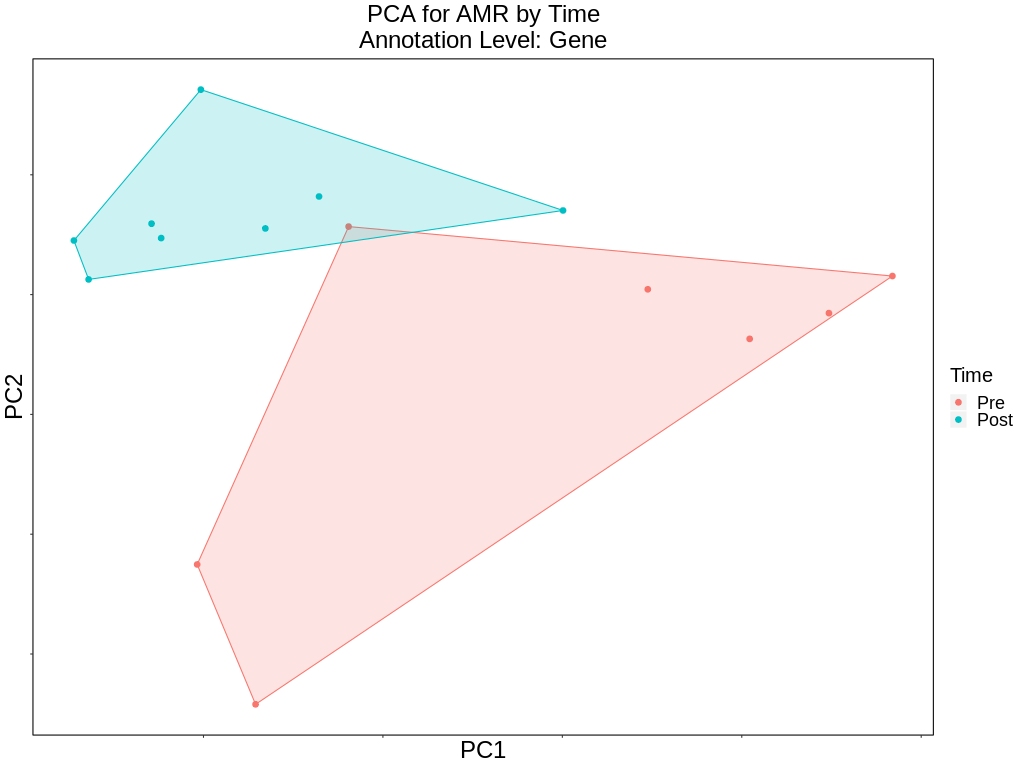 PCA for AMR by Time
Annotation Level: Gene
PC2
Time
Pre
Post
PC1